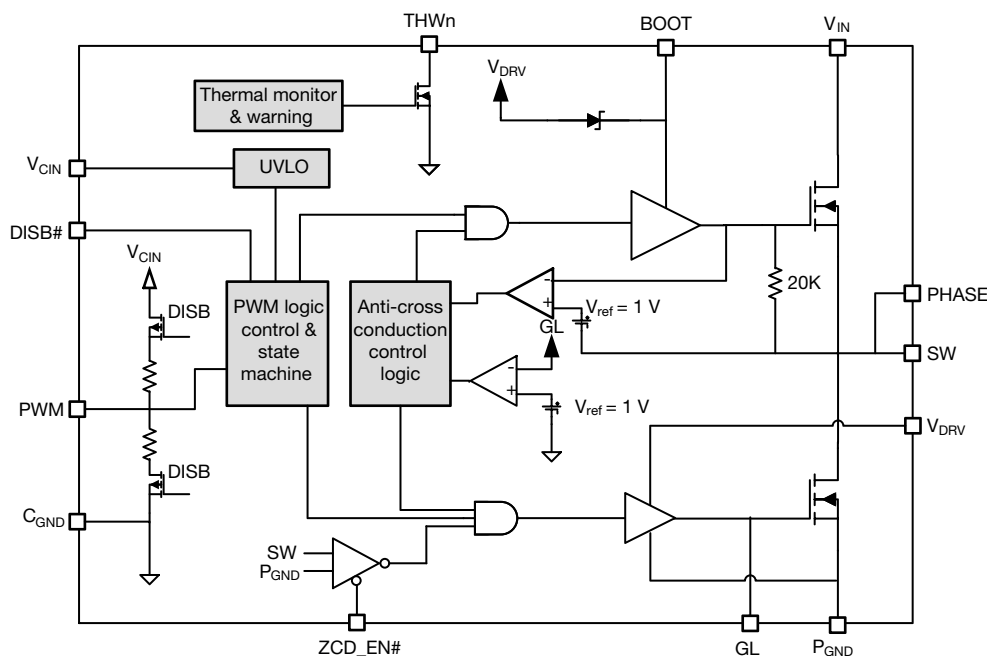 THWn
BOOT
VIN
VDRV
Thermal monitor
& warning
VCIN
UVLO
DISB#
VCIN
DISB
PWM logic
control &
state
machine
Anti-cross
conduction
control
logic
-
+
Vref = 1 V
20K
PHASE
GL
SW
-
+
PWM
Vref = 1 V
VDRV
DISB
CGND
SW
PGND
ZCD_EN#
GL
PGND